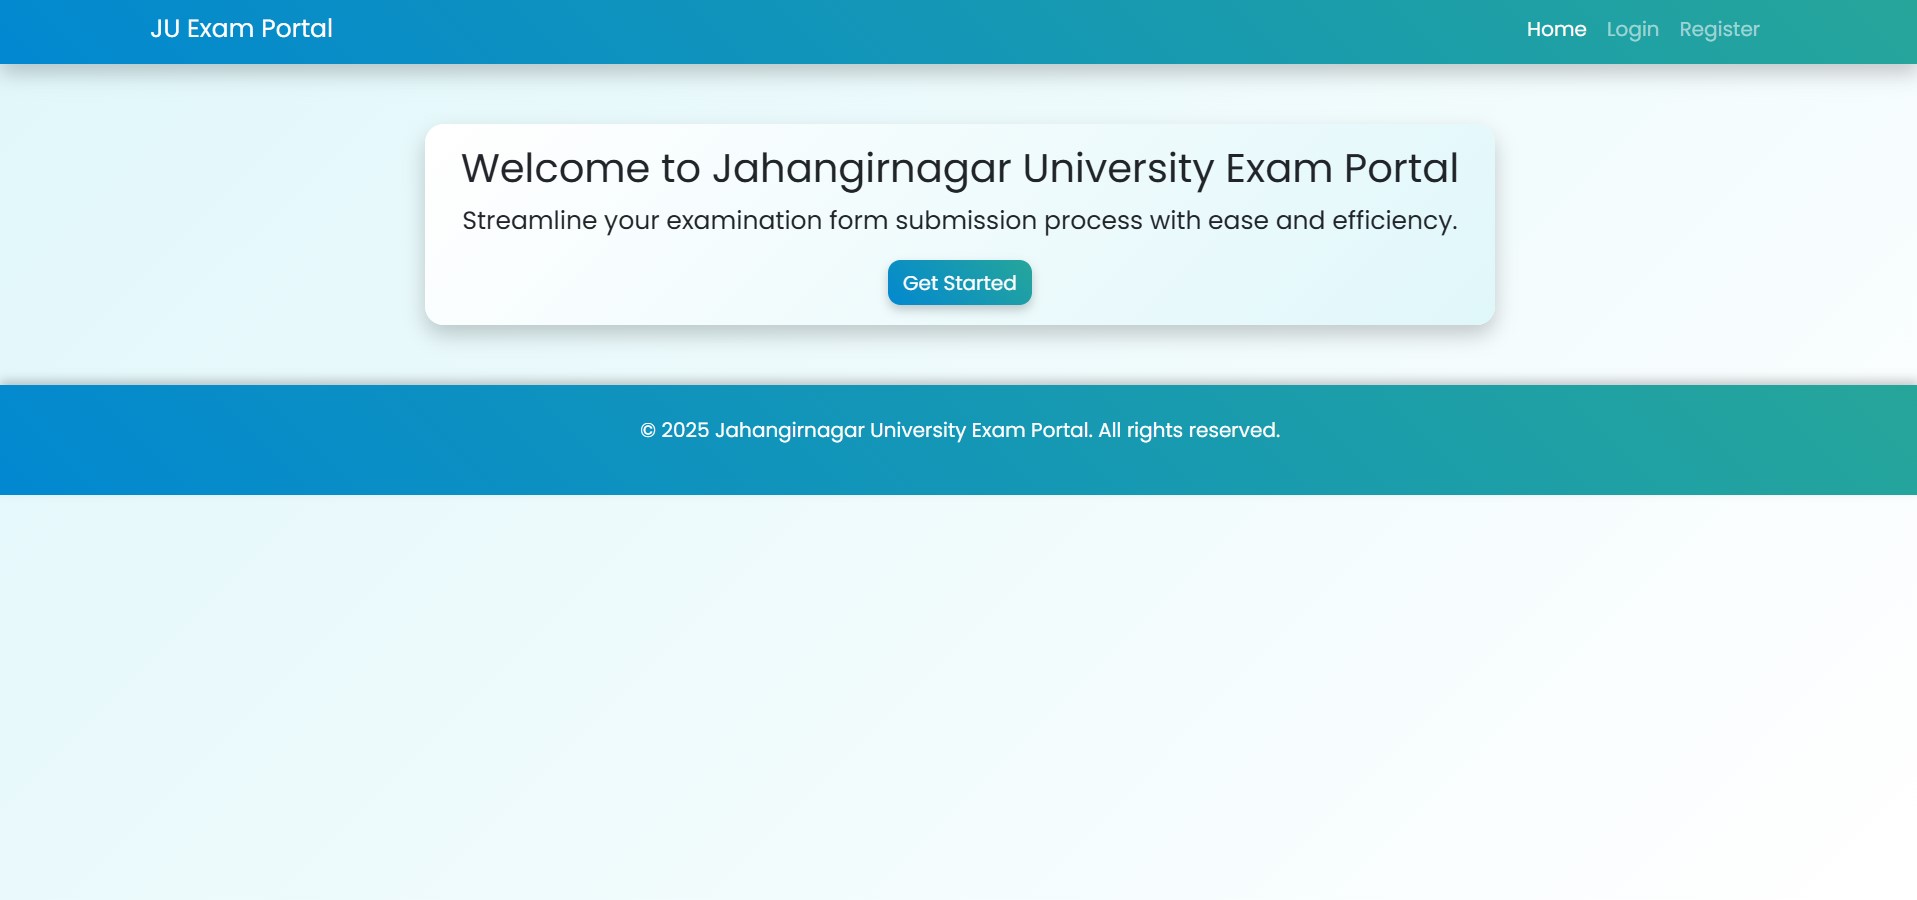 JU Exam Portal
Home Login Register
Welcome to Jahangirnagar University Exam Portal
Streamline your examination form submission process with ease and efficiency.
Get Started
© 2025 Jahangirnagar University Exam Portal. All rights reserved.